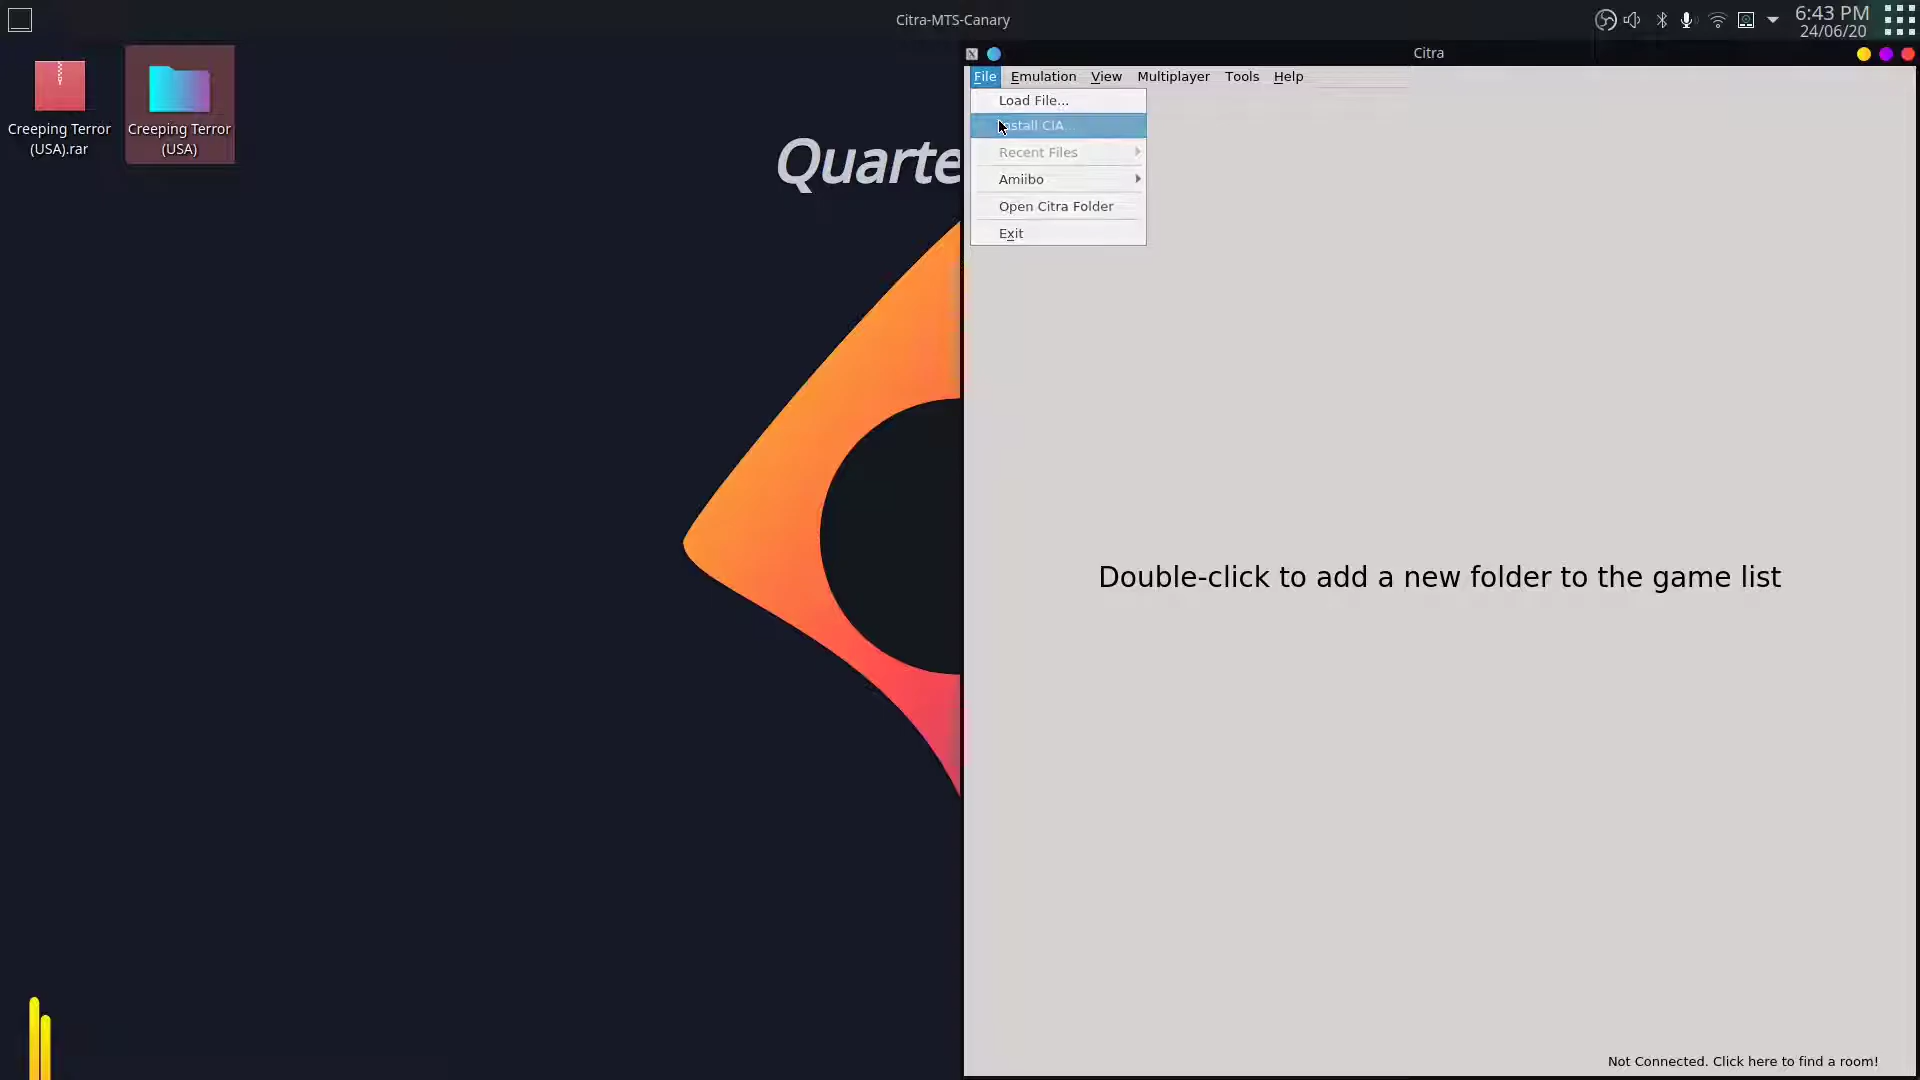 Citra-MTS-Canary
6:43 PM
24/06/20
Creeping Terror
(USA).rar
Creeping Terror
(USA)
Quarte
Citra
File Emulation View Multiplayer Tools Help
Load File...
nstall CIA...
Recent Files
Amiibo
Open Citra Folder
Exit
Double-click to add a new folder to the game list
Not Connected. Click here to find a room!